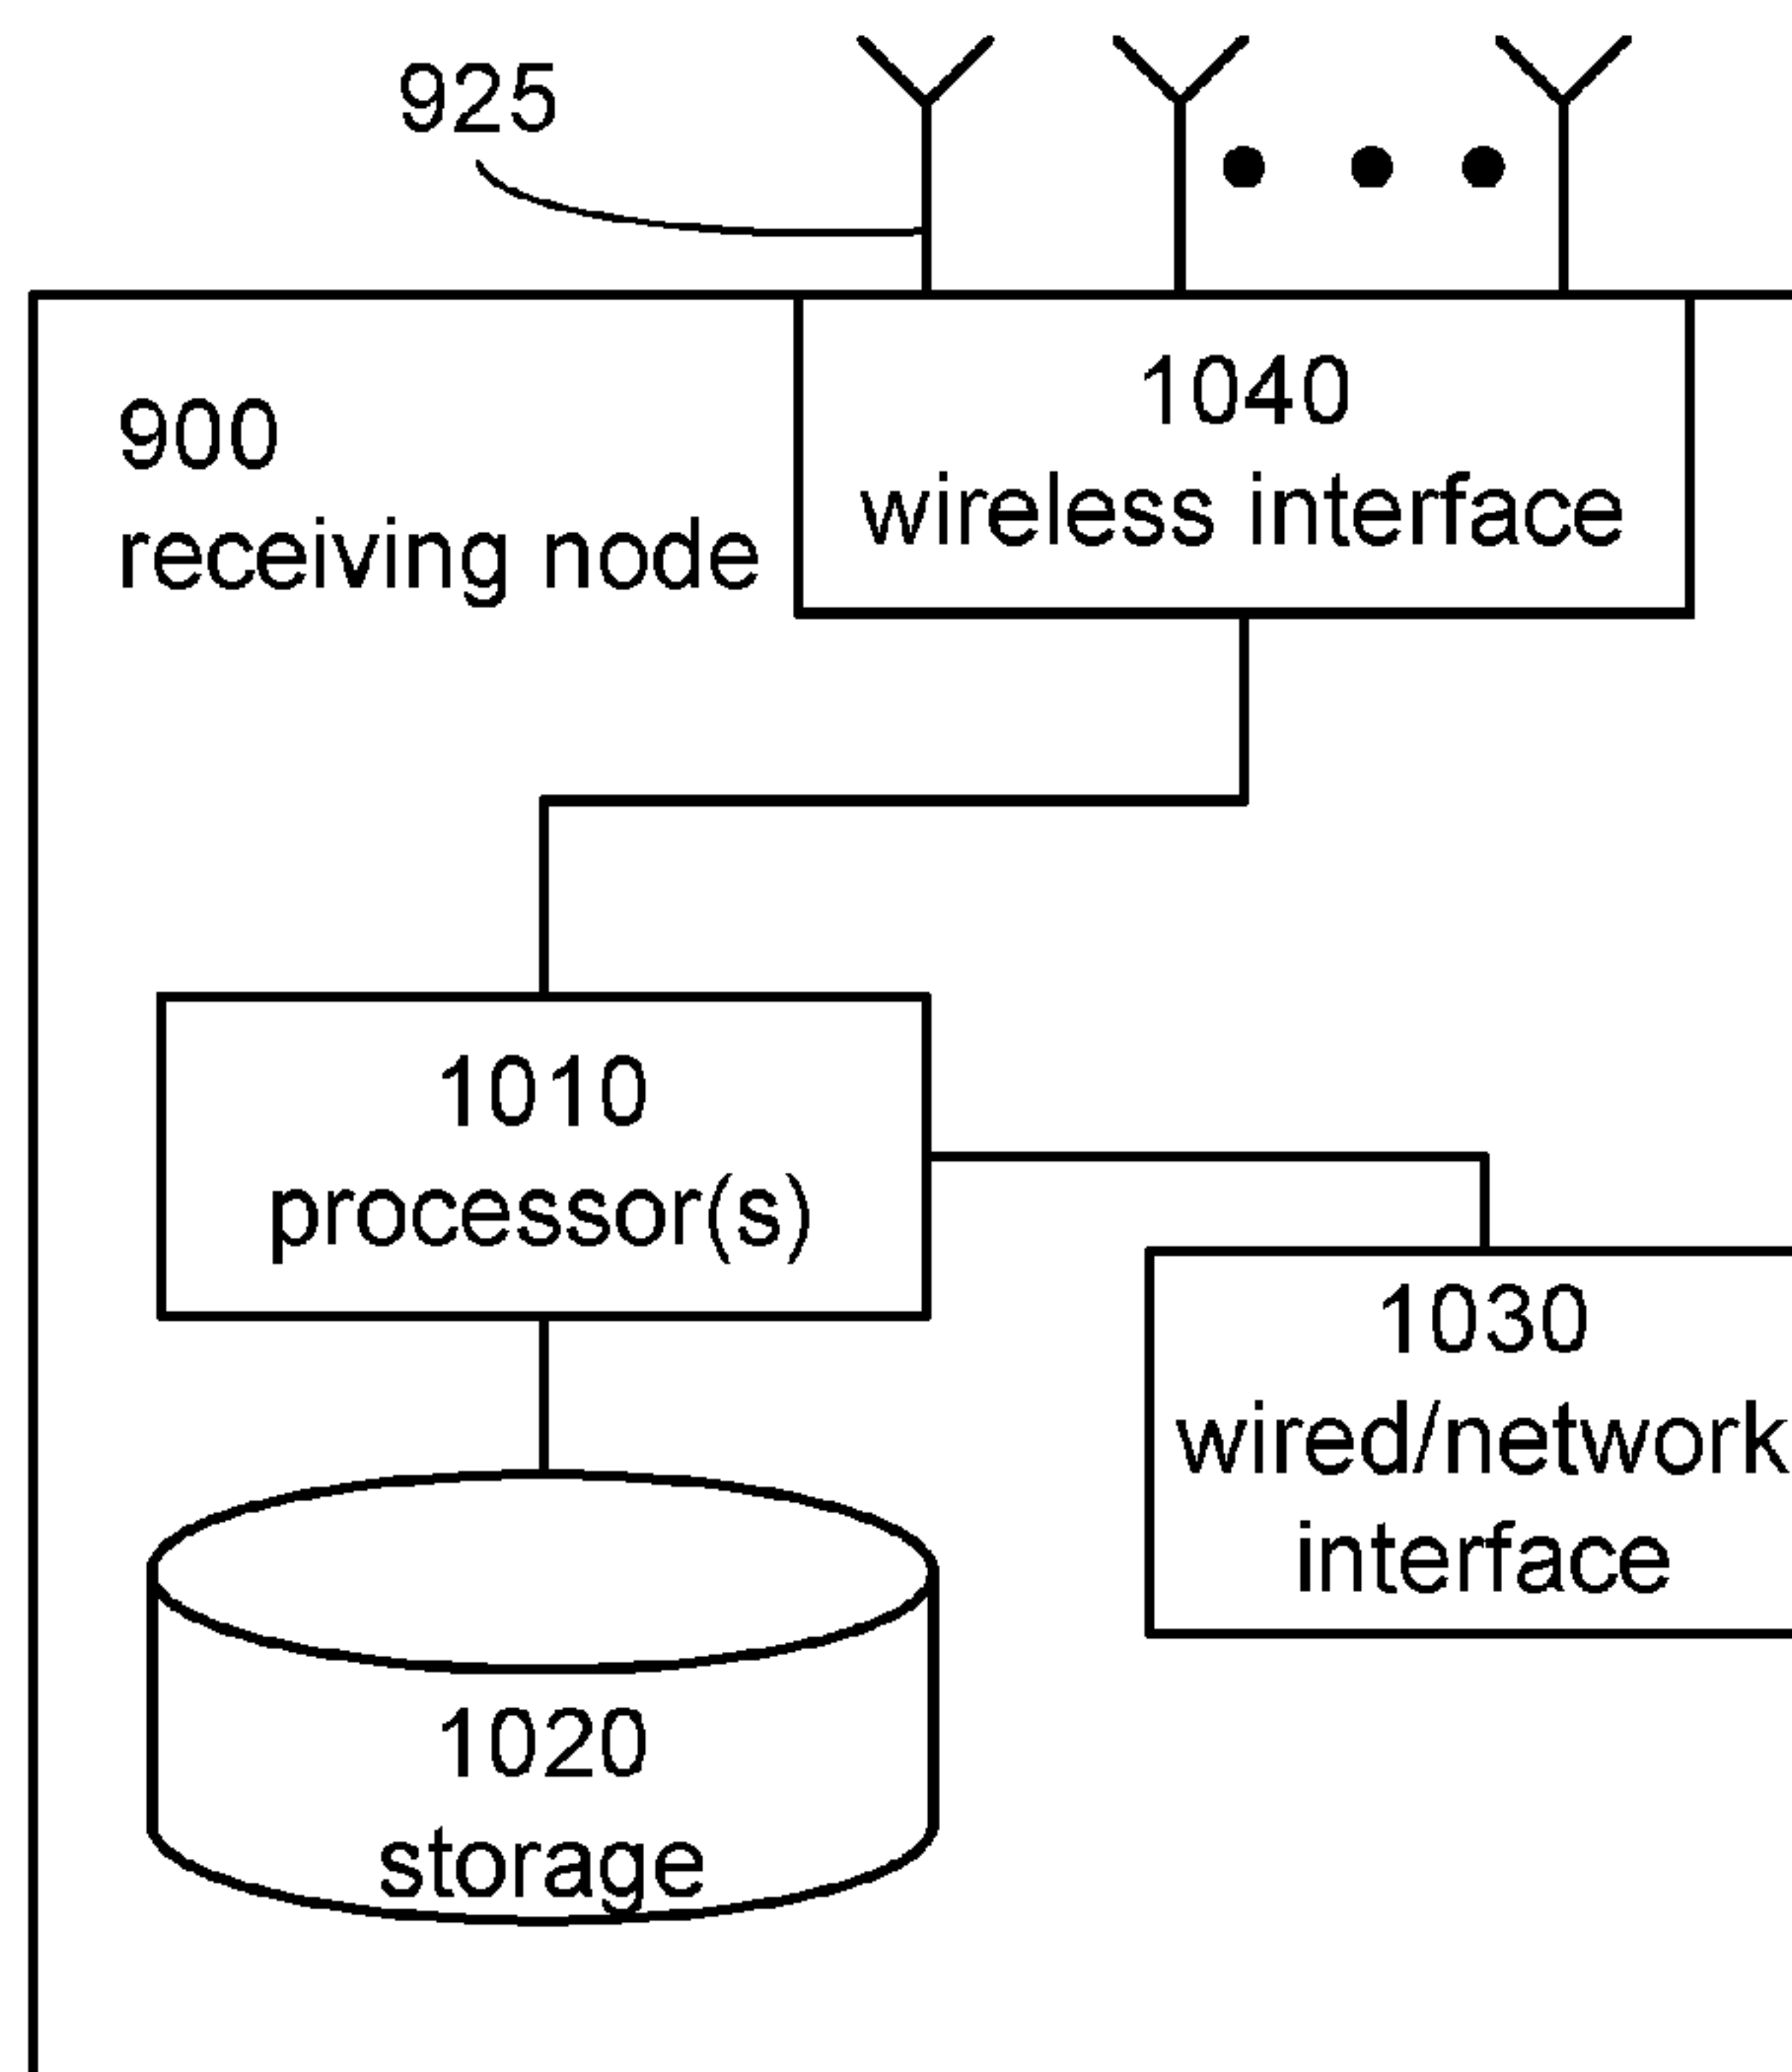 925
900
receiving node
1040
wireless interface
1010
processor(s)
1030
wired/network
interface
1020
storage